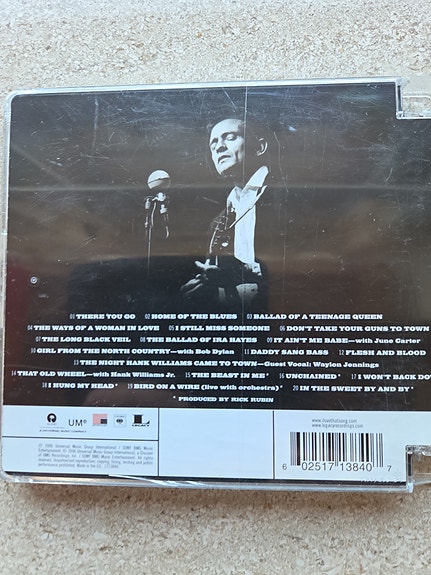 01 THERE YOU GO 02 HOME OF THE BLUES 03 BALLAD OF A TEENAGE QUEEN
04 THE WAYS OF A WOMAN IN LOVE 05 I STILL MISS SOMEONE 06 DON'T TAKE YOUR GUNS TO TOWN
07 THE LONG BLACK VEIL 08 THE BALLAD OF IRA HAYES 09 IT AIN'T ME BABE—with June Carter
10 GIRL FROM THE NORTH COUNTRY—with Bob Dylan 11 DADDY SANG BASS 12 FLESH AND BLOOD
13 THE NIGHT HANK WILLIAMS CAME TO TOWN—Guest Vocal: Waylon Jennings
14 THAT OLD WHEEL—with Hank Williams Jr. 15 THE BEAST IN ME* 16 UNCHAINED* 17 I WON'T BACK DO
18 I HUNG MY HEAD* 19 BIRD ON A WIRE (live with orchestra)* 20 IN THE SWEET BY AND BY*
* PRODUCED BY RICK RUBIN
UM
LEGACY
www.legacyrecordings.com
6 02517 13840 7